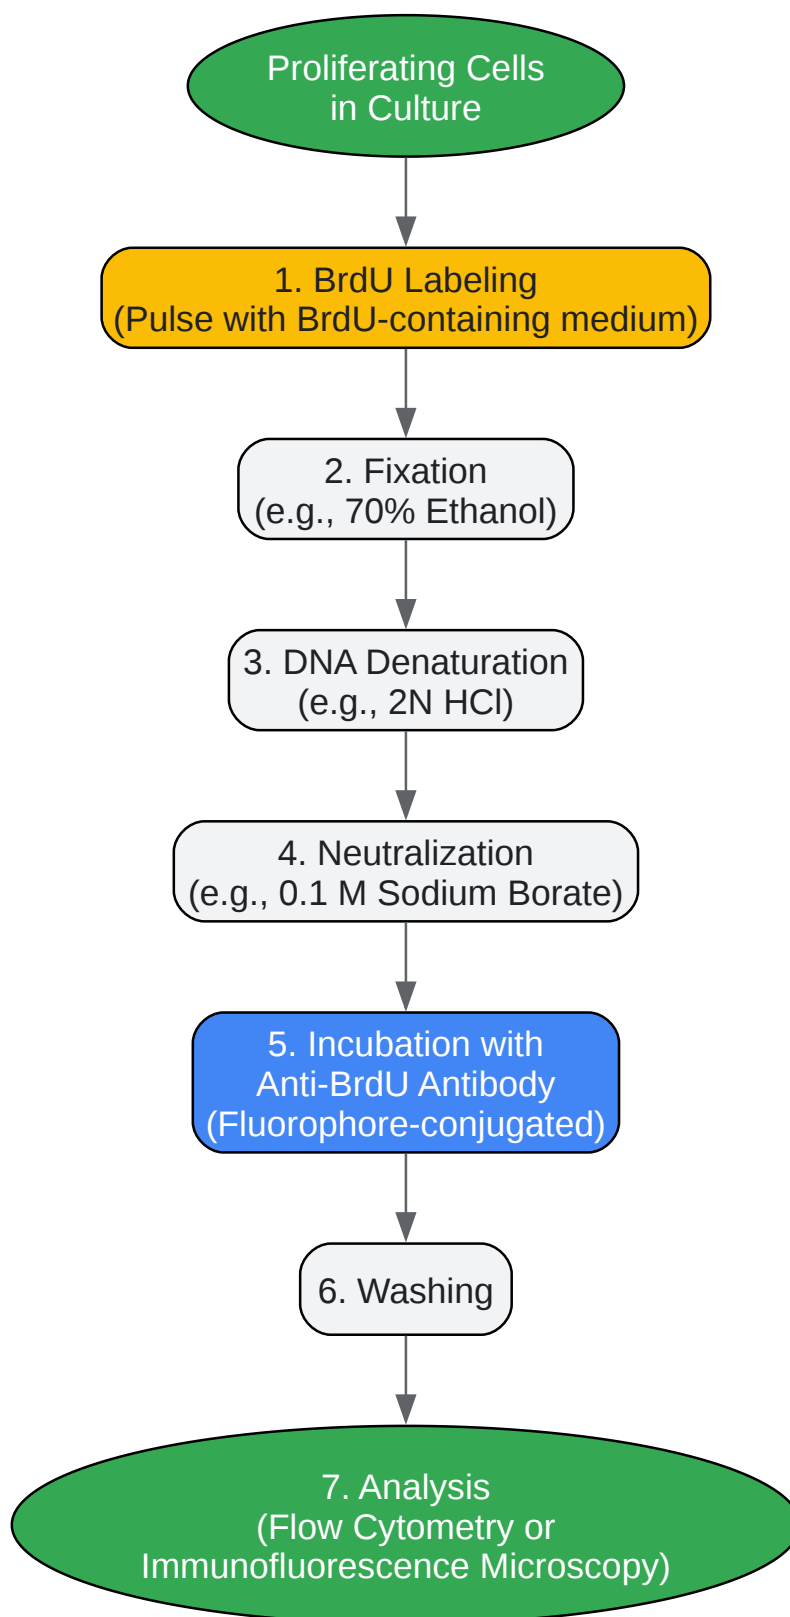 Proliferating Cells
in Culture
1. BrdU Labeling
(Pulse with BrdU-containing medium)
2. Fixation
(e.g., 70% Ethanol)
3. DNA Denaturation
(e.g., 2N HCl)
4. Neutralization
(e.g., 0.1 M Sodium Borate)
5. Incubation with
Anti-BrdU Antibody
(Fluorophore-conjugated)
6. Washing
7. Analysis
(Flow Cytometry or
Immunofluorescence Microscopy)